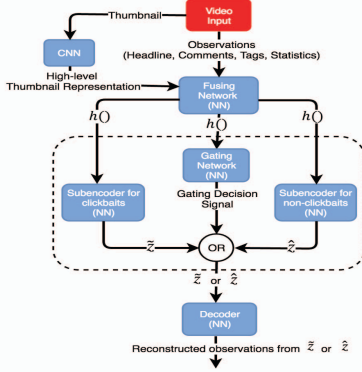 Thumbnail
Video
Input
CNN
Observations
(Headline, Comments, Tags, Statistics)
High-level
Thumbnail Representation
Fusing
Network
(NN)
h() h() h()
Gating
Network
(NN)
Subencoder for
clickbaits
(NN)
Gating Decision
Signal
Subencoder for
non-clickbaits
(NN)
z̃ OR ẑ
z̃ or ẑ
Decoder
(NN)
Reconstructed observations from z̃ or ẑ